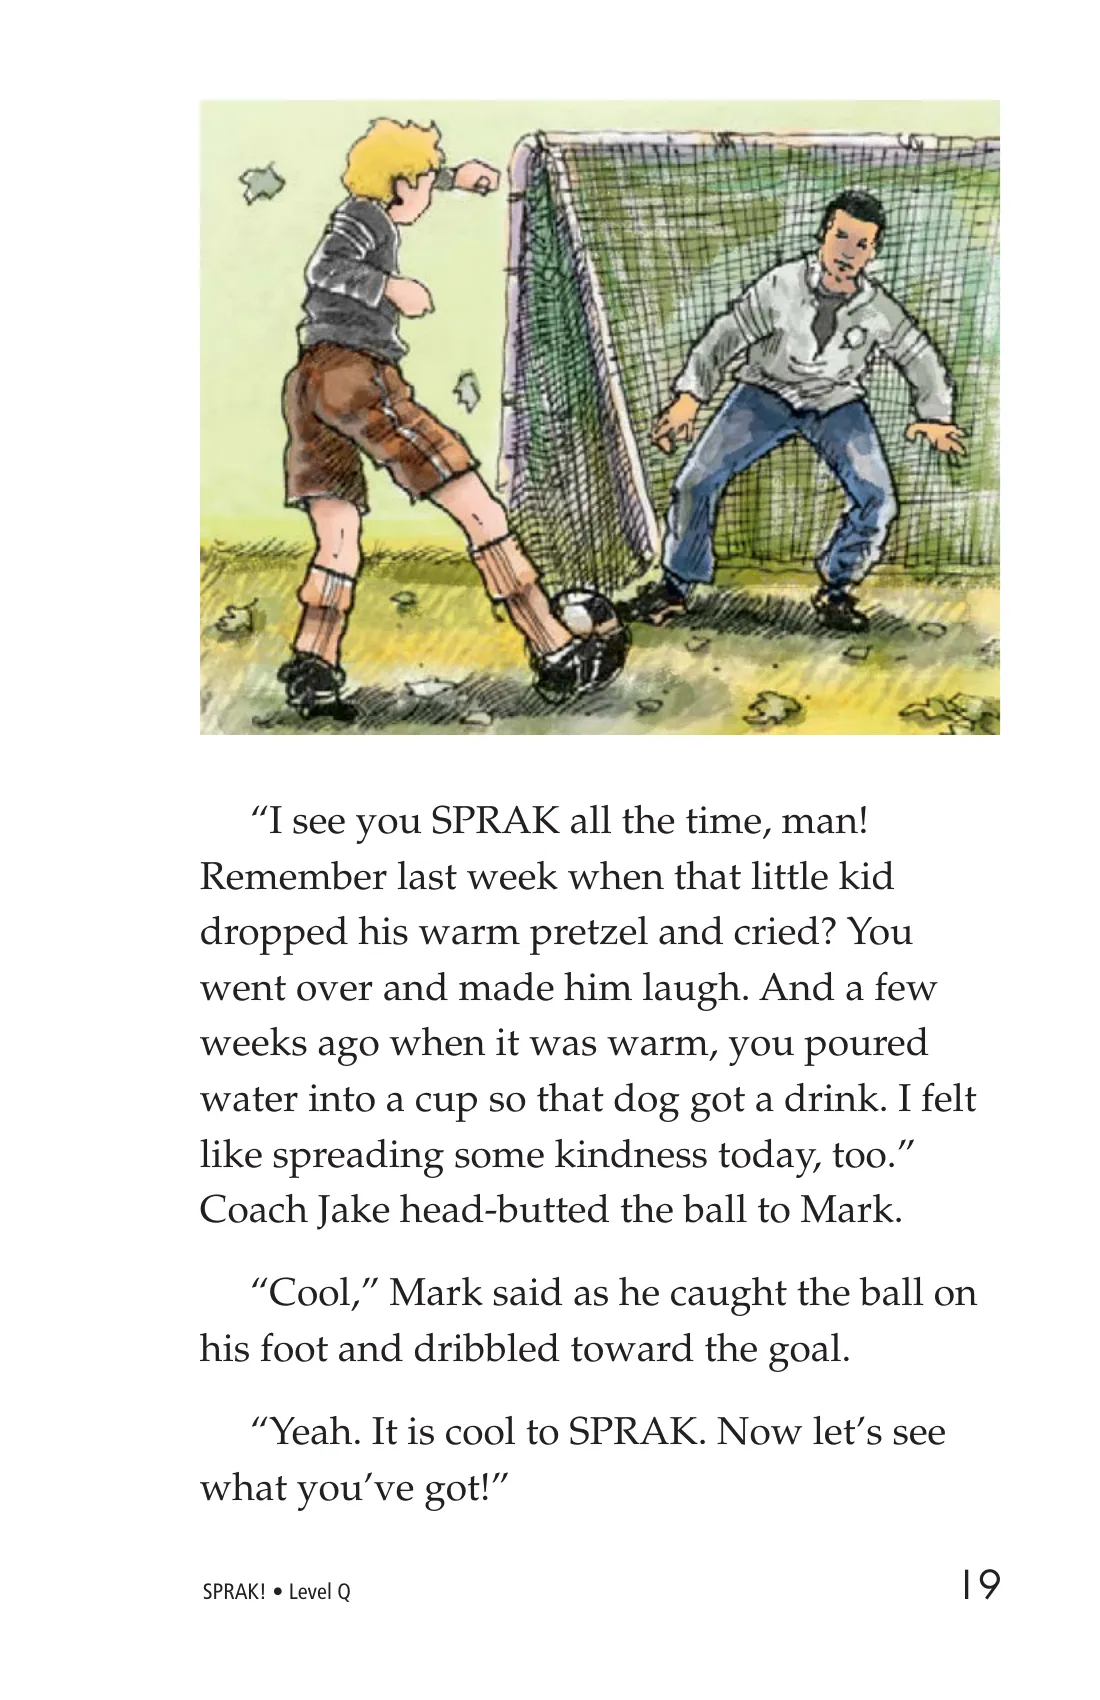 “I see you SPRAK all the time, man!
Remember last week when that little kid
dropped his warm pretzel and cried? You
went over and made him laugh. And a few
weeks ago when it was warm, you poured
water into a cup so that dog got a drink. I felt
like spreading some kindness today, too.”
Coach Jake head-butted the ball to Mark.
“Cool,” Mark said as he caught the ball on
his foot and dribbled toward the goal.
“Yeah. It is cool to SPRAK. Now let’s see
what you’ve got!”
SPRAK! • Level Q
19